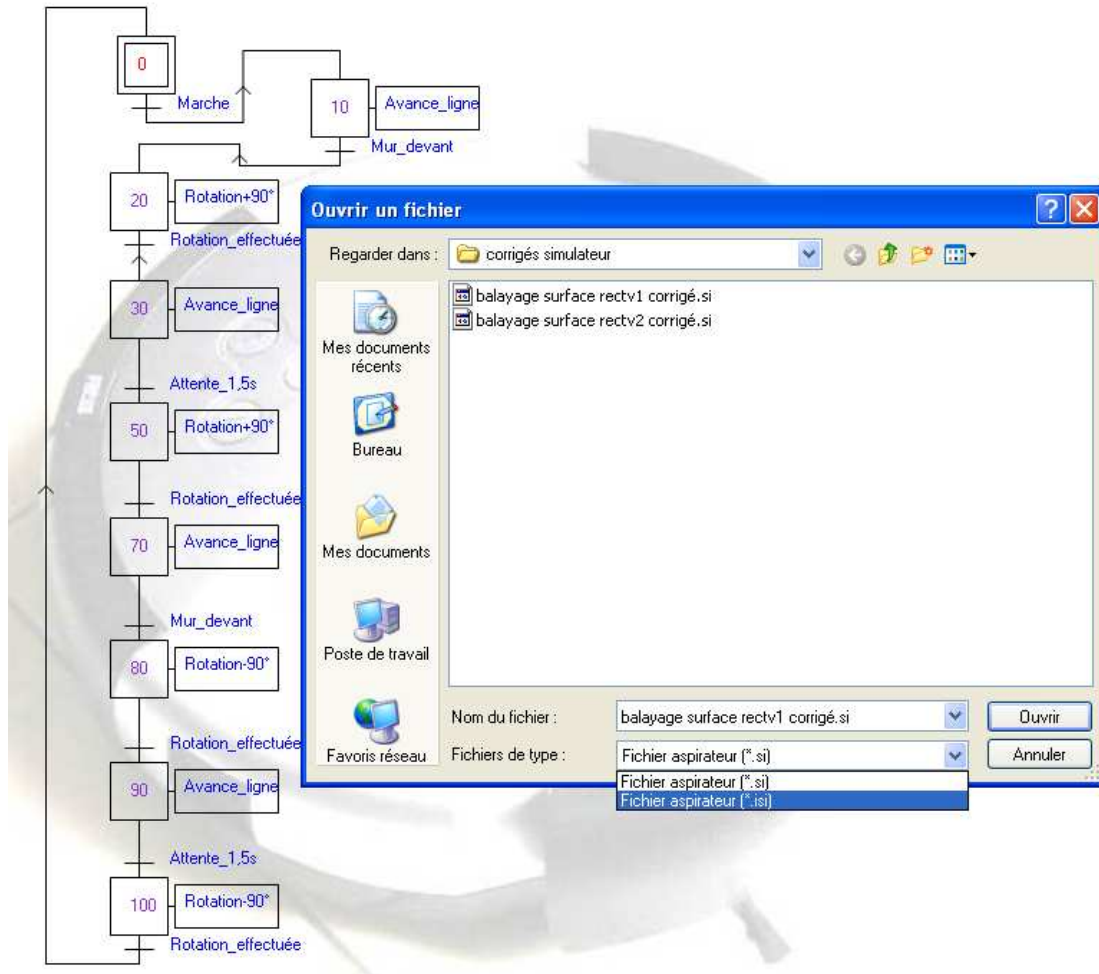 0
Marche
10
Avance_ligne
Mur_devant
20
Rotation+90°
Rotation_effectuée
30
Avance_ligne
Attente_1,5s
50
Rotation+90°
Rotation_effectuée
70
Avance_ligne
Mur_devant
80
Rotation-90°
Rotation_effectuée
90
Avance_ligne
Attente_1,5s
100
Rotation-90°
Rotation_effectuée
Ouvrir un fichier
Regarder dans :
corrigés simulateur
balayage surface rectv1 corrigé.si
balayage surface rectv2 corrigé.si
Mes documents
récents
Bureau
Mes documents
Poste de travail
Favoris réseau
Nom du fichier :
balayage surface rectv1 corrigé.si
Ouvrir
Fichiers de type :
Fichier aspirateur (*.si)
Annuler
Fichier aspirateur (*.si)
Fichier aspirateur (*.isi)